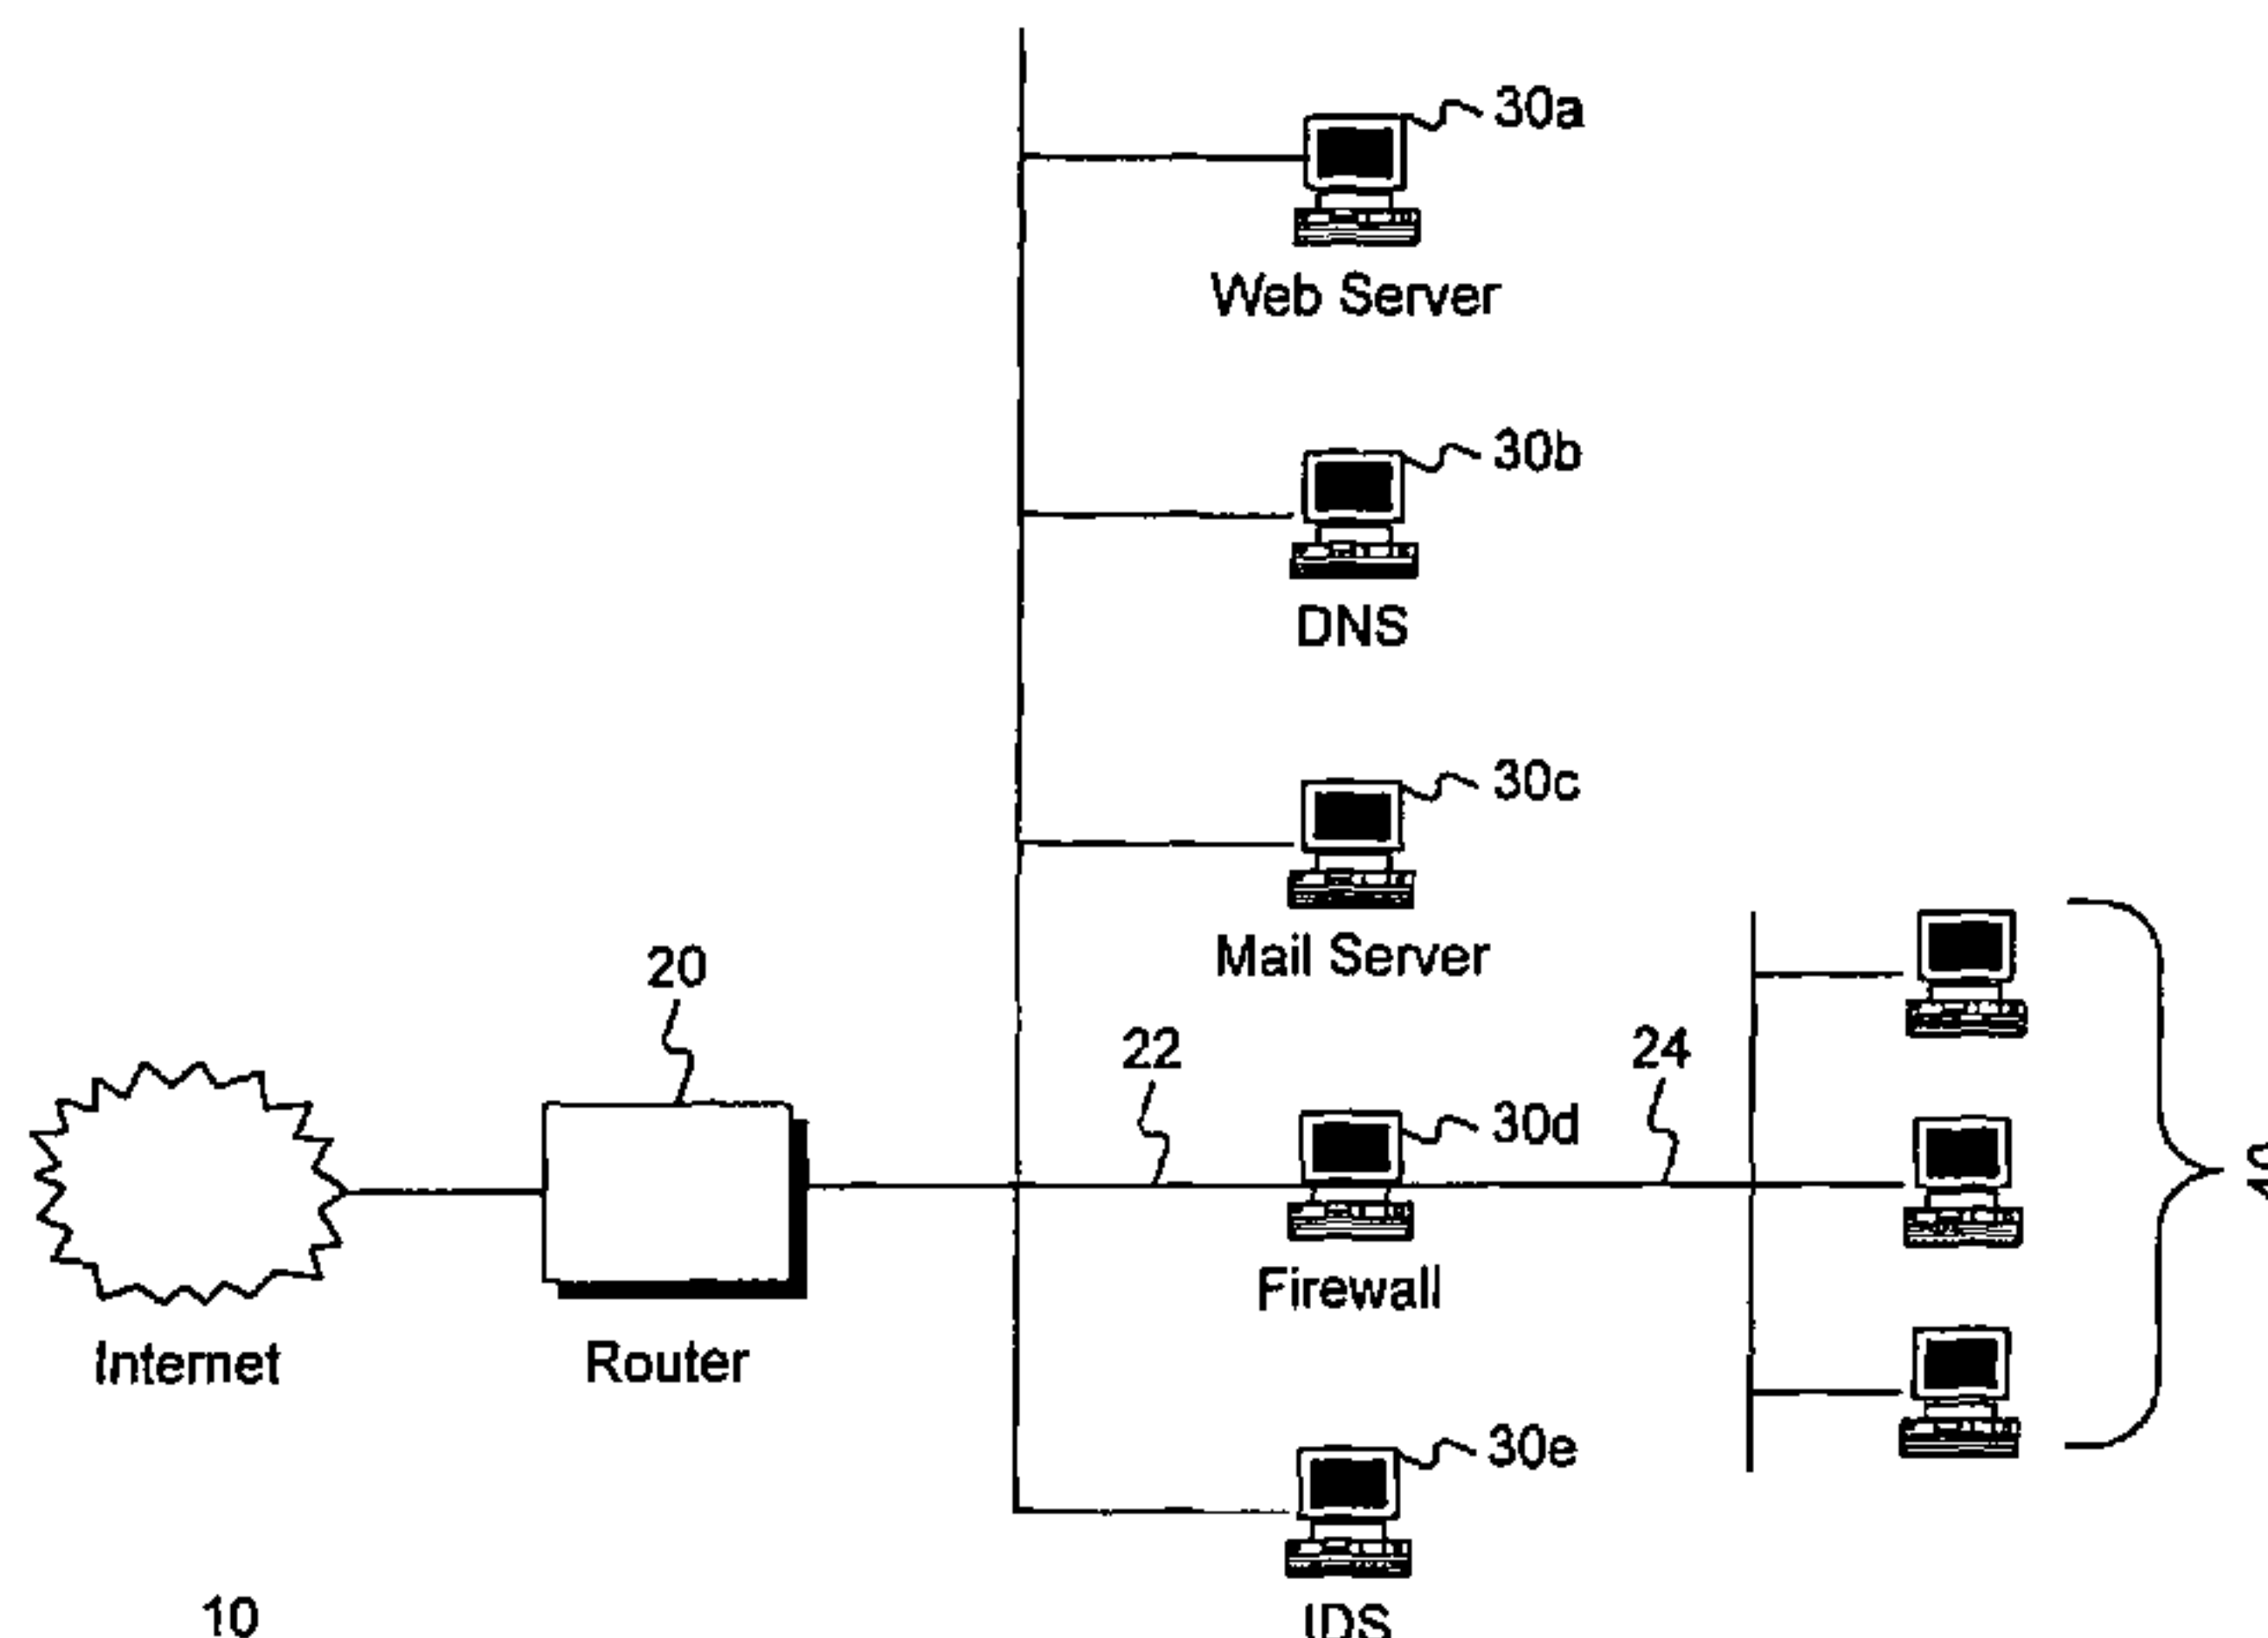 30a
Web Server
30b
DNS
30c
Mail Server
20
22
24
30d
Firewall
Internet
Router
30e
10
IDS